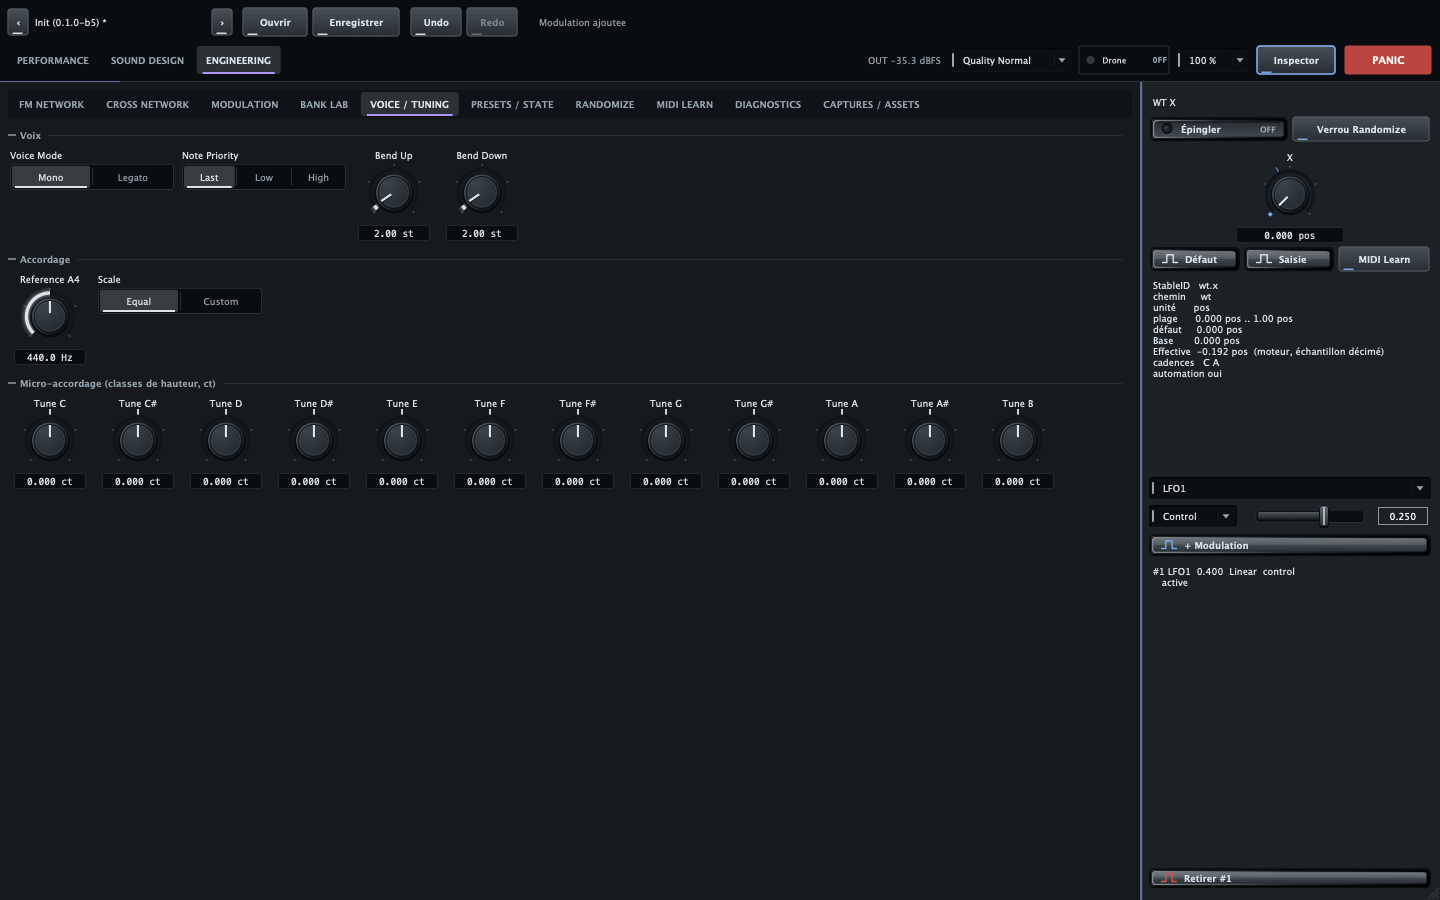 ‹ Init (0.1.0-b5) * › Ouvrir Enregistrer Undo Redo Modulation ajoutee
PERFORMANCE SOUND DESIGN ENGINEERING OUT -35.3 dBFS Quality Normal Drone OFF 100 % Inspector PANIC
FM NETWORK CROSS NETWORK MODULATION BANK LAB VOICE / TUNING PRESETS / STATE RANDOMIZE MIDI LEARN DIAGNOSTICS CAPTURES / ASSETS
Voix
Voice Mode Note Priority Bend Up Bend Down
Mono Legato Last Low High
2.00 st 2.00 st
Accordage
Reference A4 Scale
Equal Custom
440.0 Hz
Micro-accordage (classes de hauteur, ct)
Tune C Tune C# Tune D Tune D# Tune E Tune F Tune F# Tune G Tune G# Tune A Tune A# Tune B
0.000 ct 0.000 ct 0.000 ct 0.000 ct 0.000 ct 0.000 ct 0.000 ct 0.000 ct 0.000 ct 0.000 ct 0.000 ct 0.000 ct
WT X
Épingler OFF Verrou Randomize
X
0.000 pos
Défaut Saisie MIDI Learn
StableID wt.x
chemin wt
unité pos
plage 0.000 pos .. 1.00 pos
défaut 0.000 pos
Base 0.000 pos
Effective -0.192 pos (moteur, échantillon décimé)
cadences C A
automation oui
LFO1
Control 0.250
+ Modulation
#1 LFO1 0.400 Linear control
active
Retirer #1